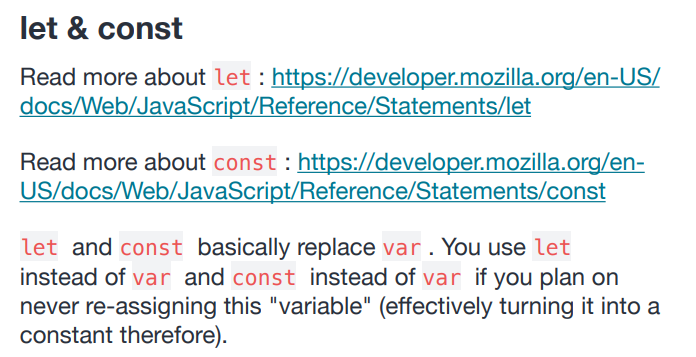 let & const
Read more about let : https://developer.mozilla.org/en-US/
docs/Web/JavaScript/Reference/Statements/let
Read more about const : https://developer.mozilla.org/en-
US/docs/Web/JavaScript/Reference/Statements/const
let and const basically replace var . You use let
instead of var and const instead of var if you plan on
never re-assigning this "variable" (effectively turning it into a
constant therefore).